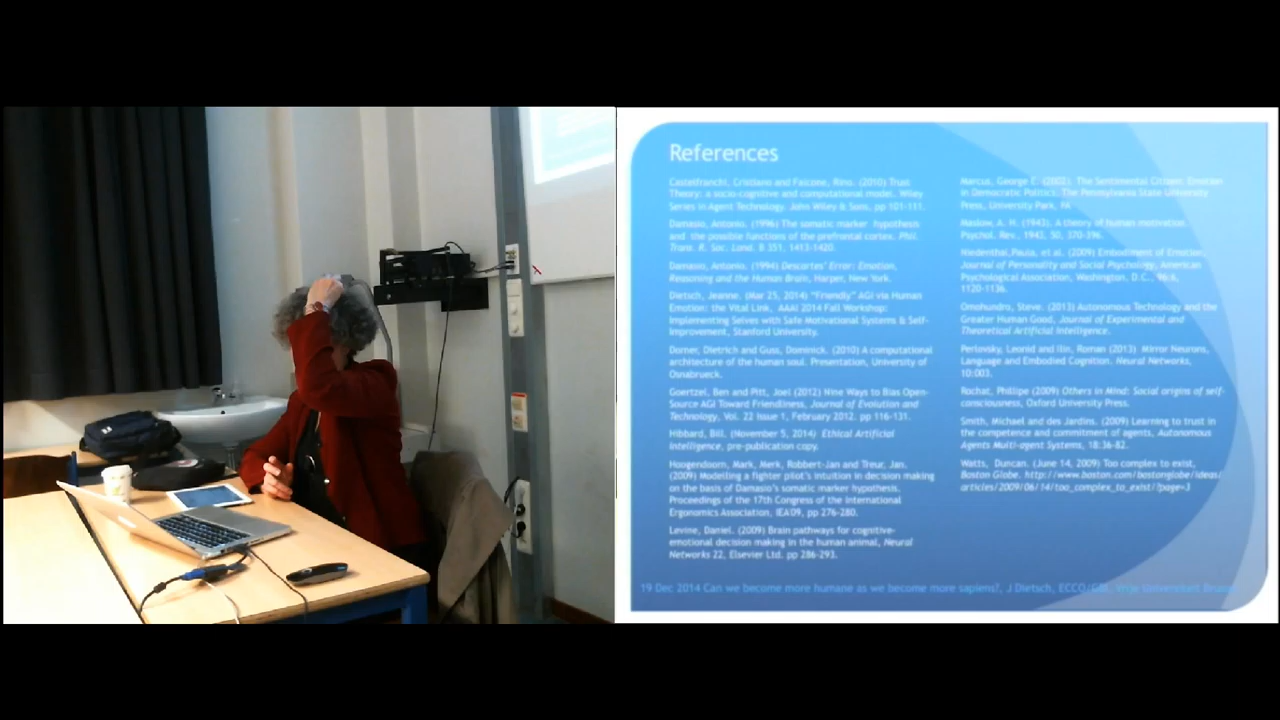 References
Castelfranchi, Cristiano and Falcone, Rino. (2010) Trust
Theory: a socio-cognitive and computational model. Wiley
Series in Agent Technology. John Wiley & Sons, pp 101-111.
Damasio, Antonio. (1996) The somatic marker hypothesis
and the possible functions of the prefrontal cortex. Phil.
Trans. R. Soc. Lond. B 351, 1413-1420.
Damasio, Antonio. (1994) Descartes' Error: Emotion,
Reasoning and the Human Brain, Harper, New York.
Dietsch, Jeanne. (Mar 25, 2014) "Friendly" AGI via Human
Emotion: the Vital Link, AAAI 2014 Fall Workshop:
Implementing Selves with Safe Motivational Systems & Self-
Improvement, Stanford University.
Dorner, Dietrich and Guss, Dominick. (2010) A computational
architecture of the human soul. Presentation, University of
Osnabroeck.
Goertzel, Ben and Pitt, Joel (2012) Nine Ways to Bias Open-
Source AGI Toward Friendliness, Journal of Evolution and
Technology, Vol. 22 Issue 1, February 2012. pp 116-131.
Hibbard, Bill. (November 5, 2014) Ethical Artificial
Intelligence, pre-publication copy.
Hoogendoorn, Mark, Merk, Robbert-Jan and Treur, Jan.
(2009) Modelling a fighter pilot's intuition in decision making
on the basis of Damasio's somatic marker hypothesis.
Proceedings of the 17th Congress of the International
Ergonomics Association, IEA'09, pp 276-280.
Levine, Daniel. (2009) Brain pathways for cognitive-
emotional decision making in the human animal, Neural
Networks 22, Elsevier Ltd. pp 286-293.
Marcus, George E. (2002). The Sentimental Citizen: Emotion
in Democratic Politics. The Pennsylvania State University
Press, University Park, PA
Maslow, A. H. (1943). A theory of human motivation.
Psychol. Rev., 1943, 50, 370-396.
Niedenthal, Paula, et al. (2009) Embodiment of Emotion
Journal of Personality and Social Psychology, American
Psychological Association, Washington, D.C., 96:6,
1120-1136.
Omohundro, Steve. (2013) Autonomous Technology and the
Greater Human Good, Journal of Experimental and
Theoretical Artificial Intelligence.
Perlovsky, Leonid and Ilin, Roman (2013) Mirror Neurons,
Language and Embodied Cognition. Neural Networks,
10:003.
Rochat, Phillipe (2009) Others in Mind: Social origins of self-
consciousness, Oxford University Press.
Smith, Michael and des Jardins. (2009) Learning to trust in
the competence and commitment of agents, Autonomous
Agents Multi-agent Systems, 18:36-82.
Watts, Duncan. (June 14, 2009) Too complex to exist,
Boston Globe. http://www.boston.com/bostonglobe/ideas/
articles/2009/06/14/too_complex_to_exist/?page=3
19 Dec 2014 Can we become more humane as we become more sapiens?, J Dietsch, ECCO/GBI, Vrije Universiteit